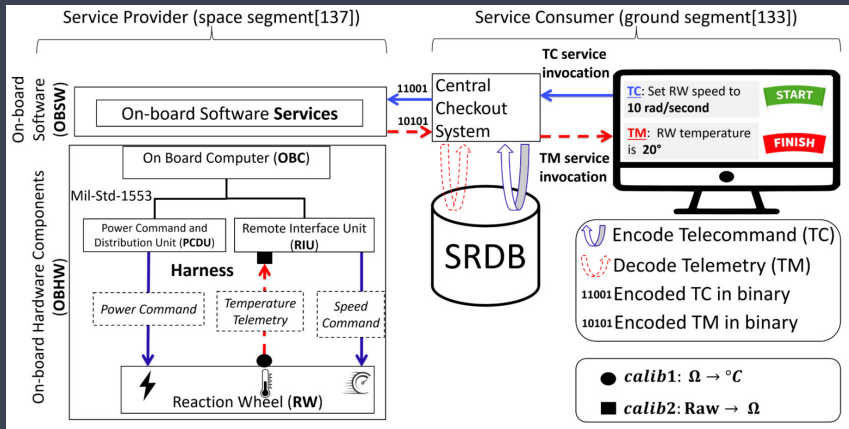 Service Provider (space segment[137])
Service Consumer (ground segment[133])
On-board
Software
(OBSW)
On-board Software Services
11001
10101
Central
Checkout
System
TC service
invocation
TM service
invocation
TC: Set RW speed to
10 rad/second
START
TM: RW temperature
is 20°
FINISH
On-board Hardware Components
(OBHW)
On Board Computer (OBC)
Mil-Std-1553
Power Command and
Distribution Unit (PCDU)
Remote Interface Unit
(RIU)
Harness
Power Command
Temperature
Telemetry
Speed
Command
Reaction Wheel (RW)
SRDB
Encode Telecommand (TC)
Decode Telemetry (TM)
11001 Encoded TC in binary
10101 Encoded TM in binary
calib1: Ω → °C
calib2: Raw → Ω